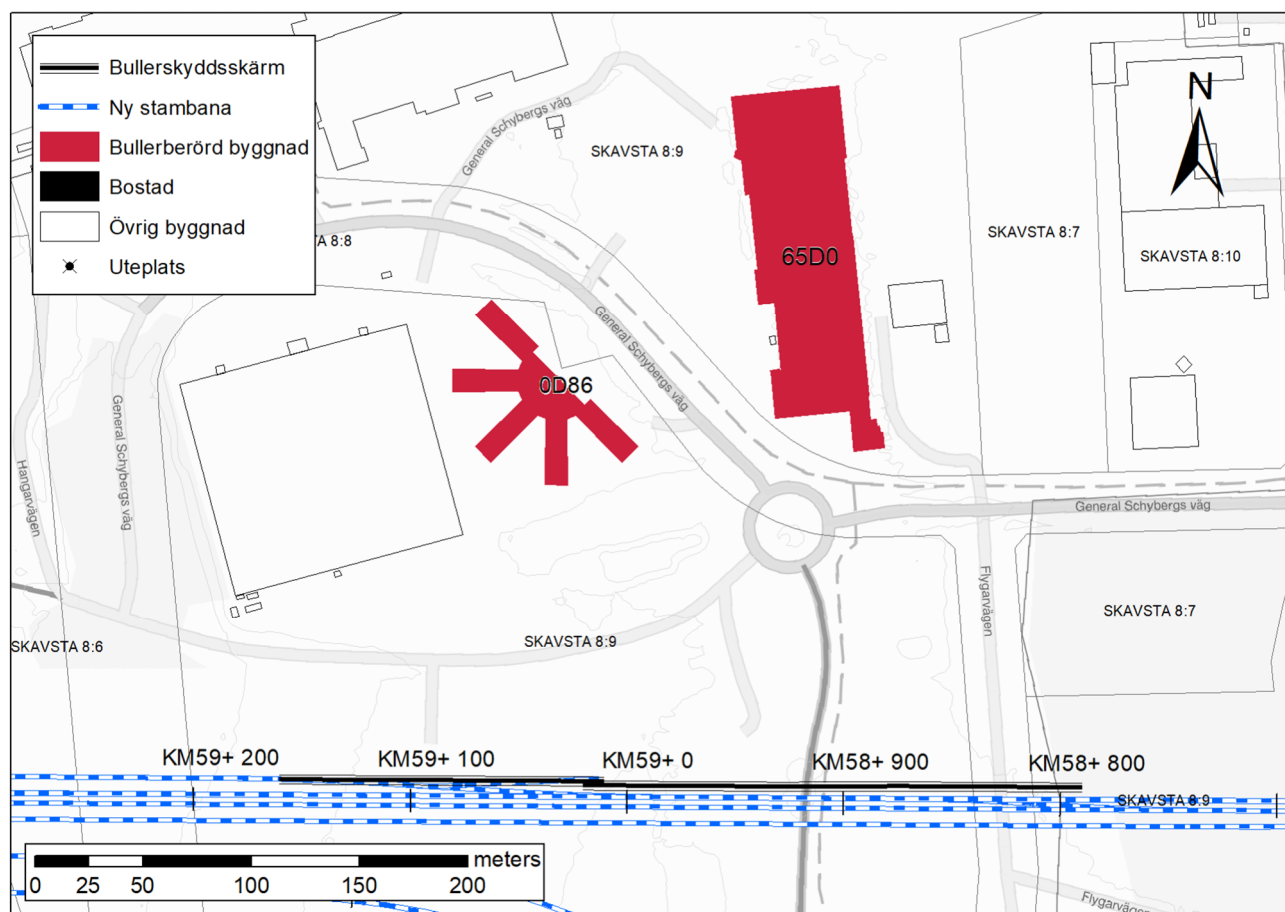 Bullerskyddsskärm
Ny stambana
Bullerberörd byggnad
Bostad
Övrig byggnad
Uteplats
N
General Schybergs väg
SKAVSTA 8:9
TA 8:8
65D0
SKAVSTA 8:7
SKAVSTA 8:10
General Schybergs väg
0D86
General Schybergs väg
Hangarvägen
General Schybergs väg
Flygarvägen
SKAVSTA 8:7
SKAVSTA 8:6
SKAVSTA 8:9
KM59+ 200
KM59+ 100
KM59+ 0
KM58+ 900
KM58+ 800
SKAVSTA 8:9
meters
0 25 50 100 150 200
Flygarvägen